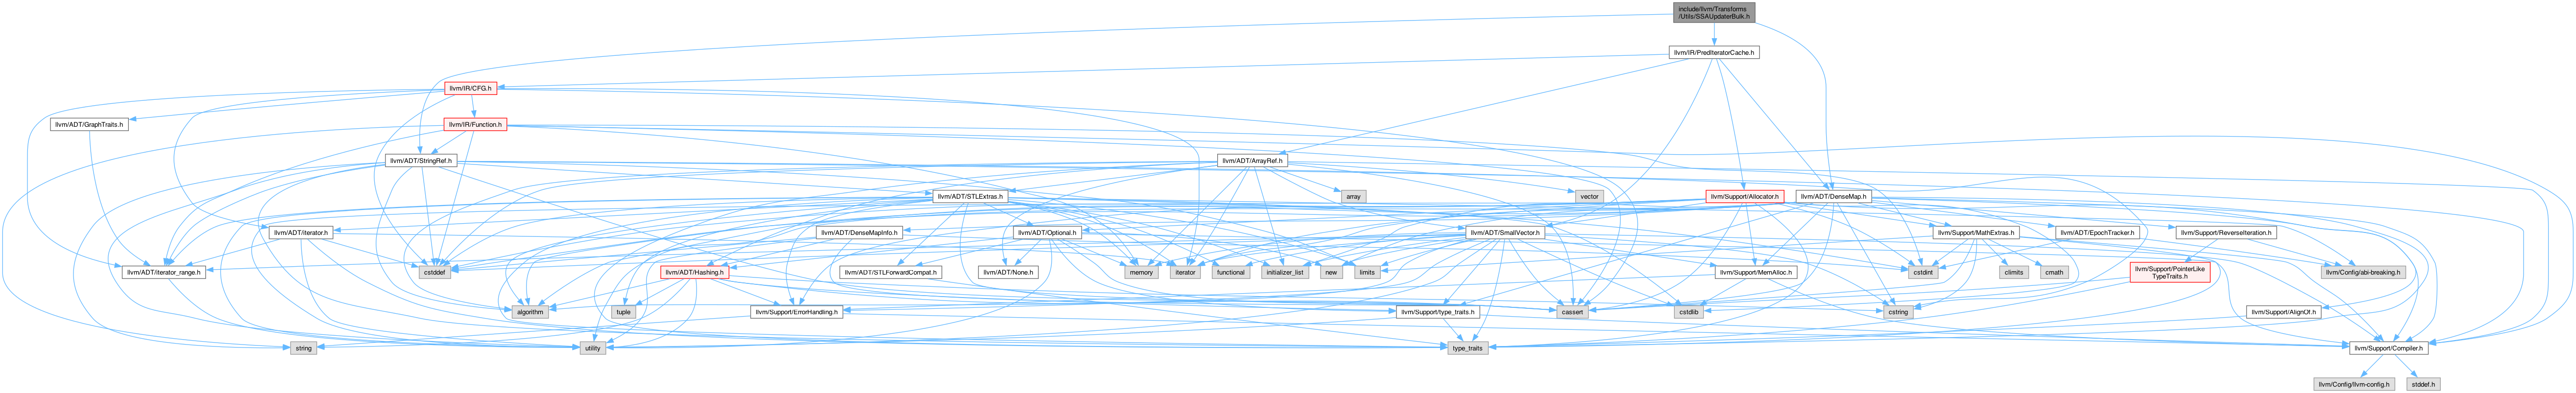 include/llvm/Transforms
/Utils/SSAUpdaterBulk.h
llvm/IR/PredIteratorCache.h
llvm/IR/CFG.h
llvm/ADT/GraphTraits.h
llvm/IR/Function.h
llvm/ADT/StringRef.h
llvm/ADT/ArrayRef.h
llvm/ADT/STLExtras.h
array
vector
llvm/Support/Allocator.h
llvm/ADT/DenseMap.h
llvm/ADT/iterator.h
llvm/ADT/DenseMapInfo.h
llvm/ADT/Optional.h
llvm/ADT/SmallVector.h
llvm/Support/MathExtras.h
llvm/ADT/EpochTracker.h
llvm/Support/ReverseIteration.h
llvm/ADT/iterator_range.h
cstddef
llvm/ADT/Hashing.h
llvm/ADT/STLForwardCompat.h
llvm/ADT/None.h
memory
iterator
functional
initializer_list
new
limits
llvm/Support/MemAlloc.h
cstdint
climits
cmath
llvm/Support/PointerLike
TypeTraits.h
llvm/Config/abi-breaking.h
algorithm
tuple
llvm/Support/ErrorHandling.h
llvm/Support/type_traits.h
cassert
cstdlib
cstring
llvm/Support/AlignOf.h
string
utility
type_traits
llvm/Support/Compiler.h
llvm/Config/llvm-config.h
stddef.h